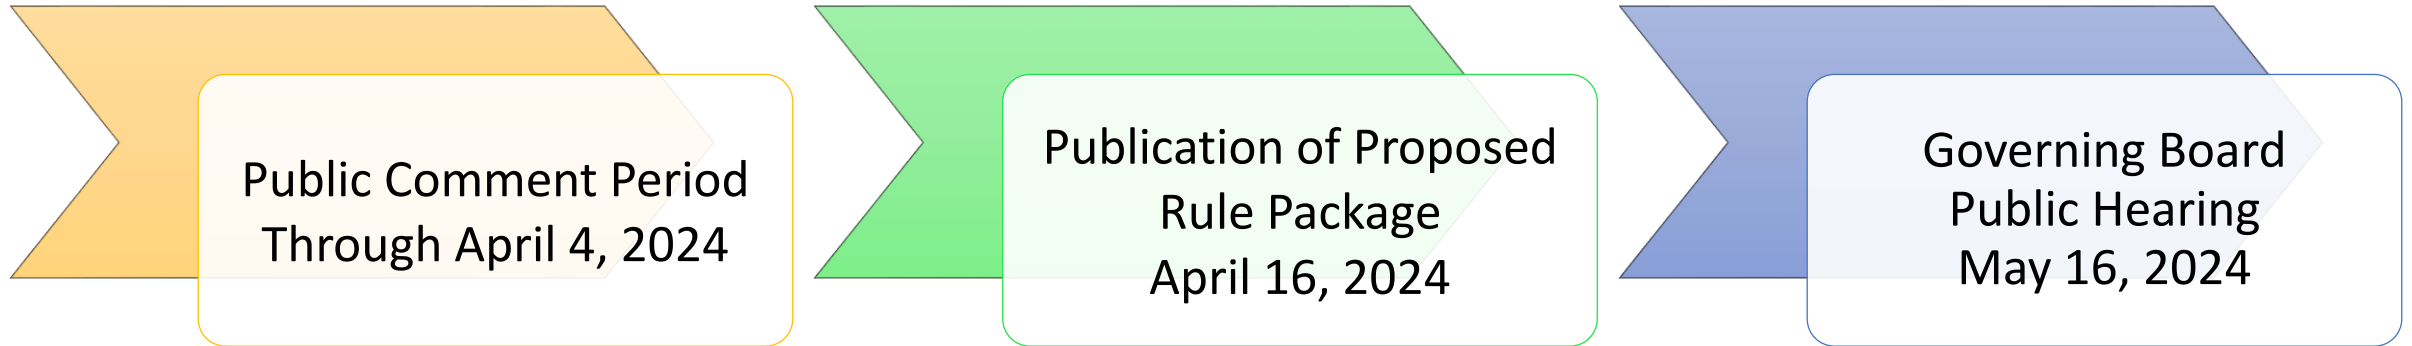 Public Comment Period
Through April 4, 2024
Publication of Proposed
Rule Package
April 16, 2024
Governing Board
Public Hearing
May 16, 2024